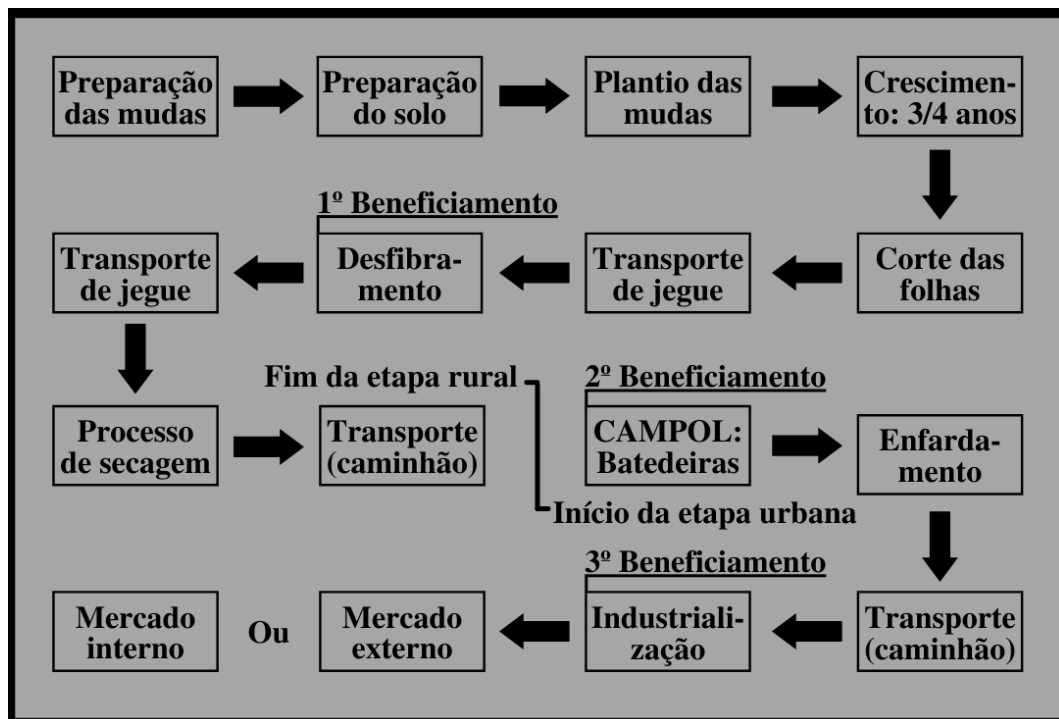 Preparação
das mudas
Preparação
do solo
Plantio das
mudas
Crescimen-
to: 3/4 anos
1º Beneficiamento
Transporte
de jegue
Desfibra-
mento
Transporte
de jegue
Corte das
folhas
Fim da etapa rural
2º Beneficiamento
Processo
de secagem
Transporte
(caminhão)
CAMPOL:
Batedeiras
Enfarda-
mento
Início da etapa urbana
3º Beneficiamento
Mercado
interno
Ou
Mercado
externo
Industriali-
zação
Transporte
(caminhão)